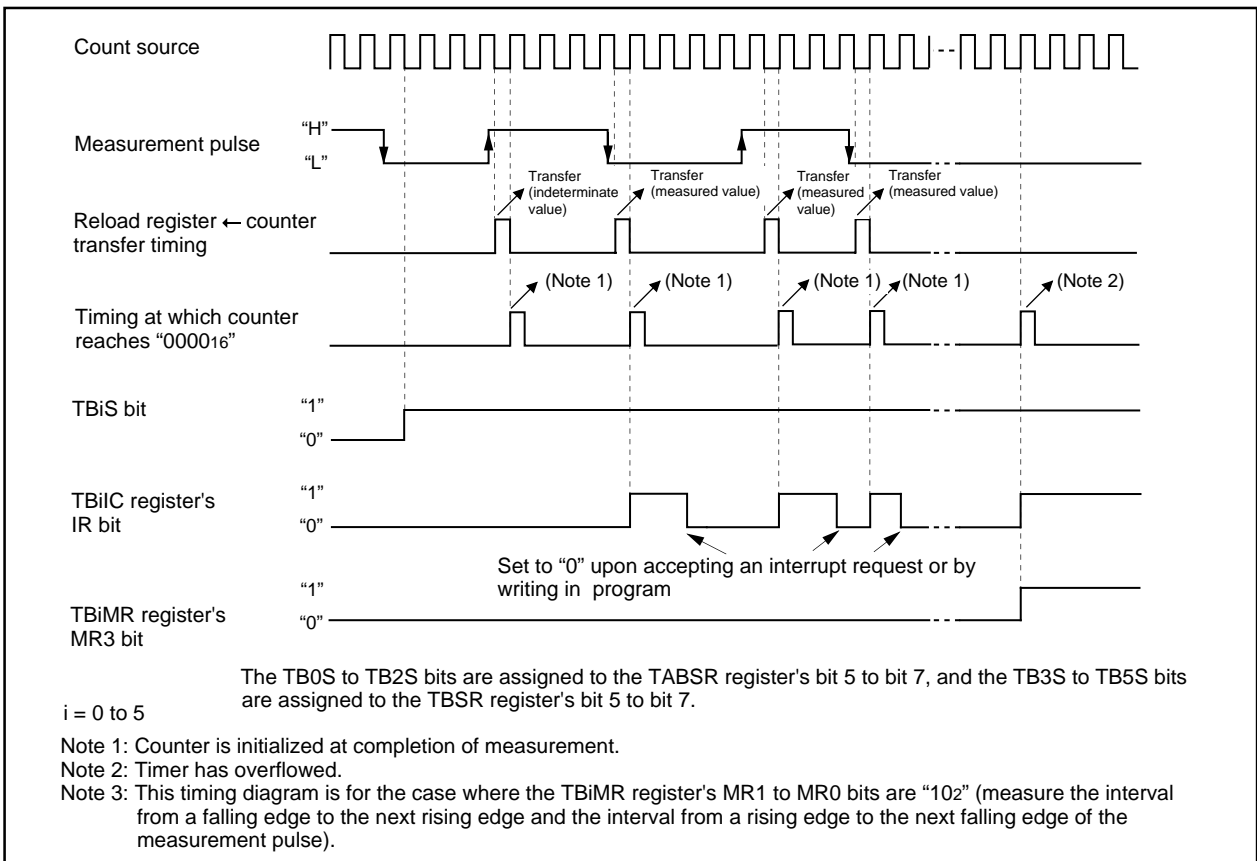 Count source
Measurement pulse
“H”
“L”
Transfer
(indeterminate
value)
Transfer
(measured value)
Transfer
(measured
value)
Transfer
(measured value)
Reload register ← counter
transfer timing
(Note 1)
(Note 1)
(Note 1)
(Note 1)
(Note 2)
Timing at which counter
reaches “000016”
TBiS bit
“1”
“0”
TBiIC register's
IR bit
“1”
“0”
Set to “0” upon accepting an interrupt request or by
writing in program
TBiMR register's
MR3 bit
“1”
“0”
The TB0S to TB2S bits are assigned to the TABSR register's bit 5 to bit 7, and the TB3S to TB5S bits
are assigned to the TBSR register's bit 5 to bit 7.
i = 0 to 5
Note 1: Counter is initialized at completion of measurement.
Note 2: Timer has overflowed.
Note 3: This timing diagram is for the case where the TBiMR register's MR1 to MR0 bits are “102” (measure the interval
from a falling edge to the next rising edge and the interval from a rising edge to the next falling edge of the
measurement pulse).